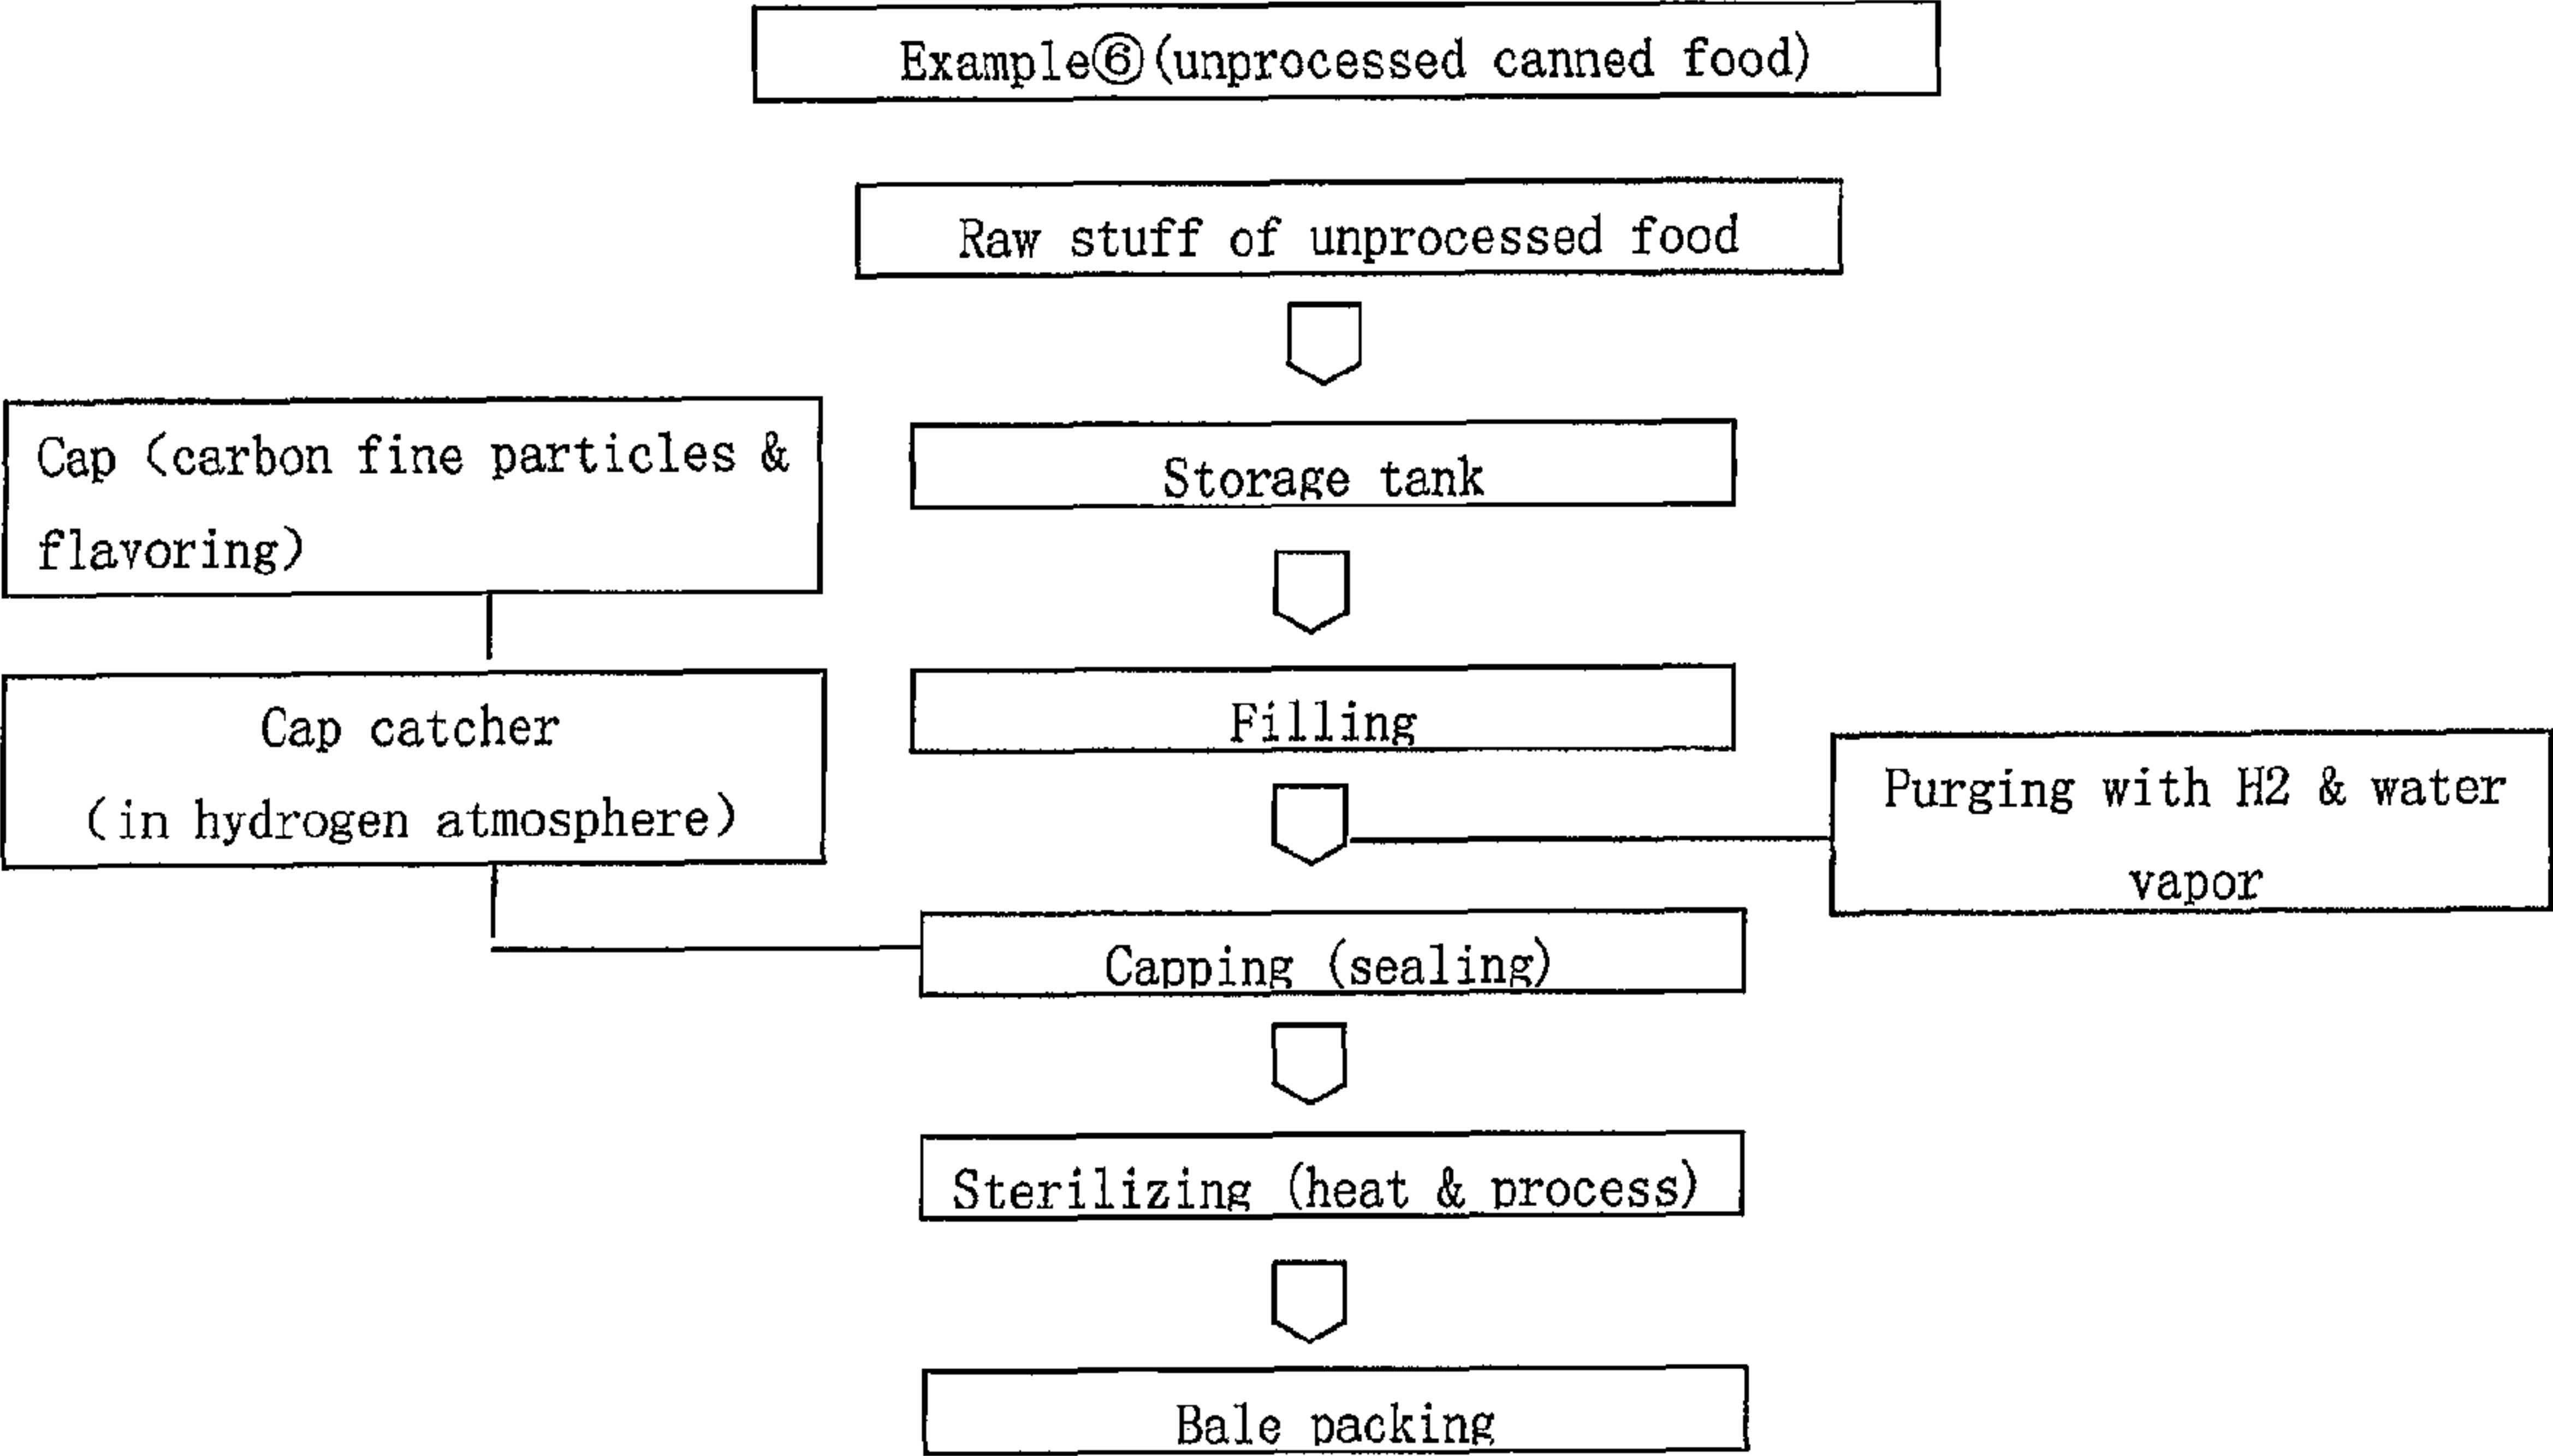 Example⑥(unprocessed canned food)
Raw stuff of unprocessed food
Cap (carbon fine particles &
flavoring)
Storage tank
Cap catcher
(in hydrogen atmosphere)
Filling
Purging with H2 & water
vapor
Capping (sealing)
Sterilizing (heat & process)
Bale packing